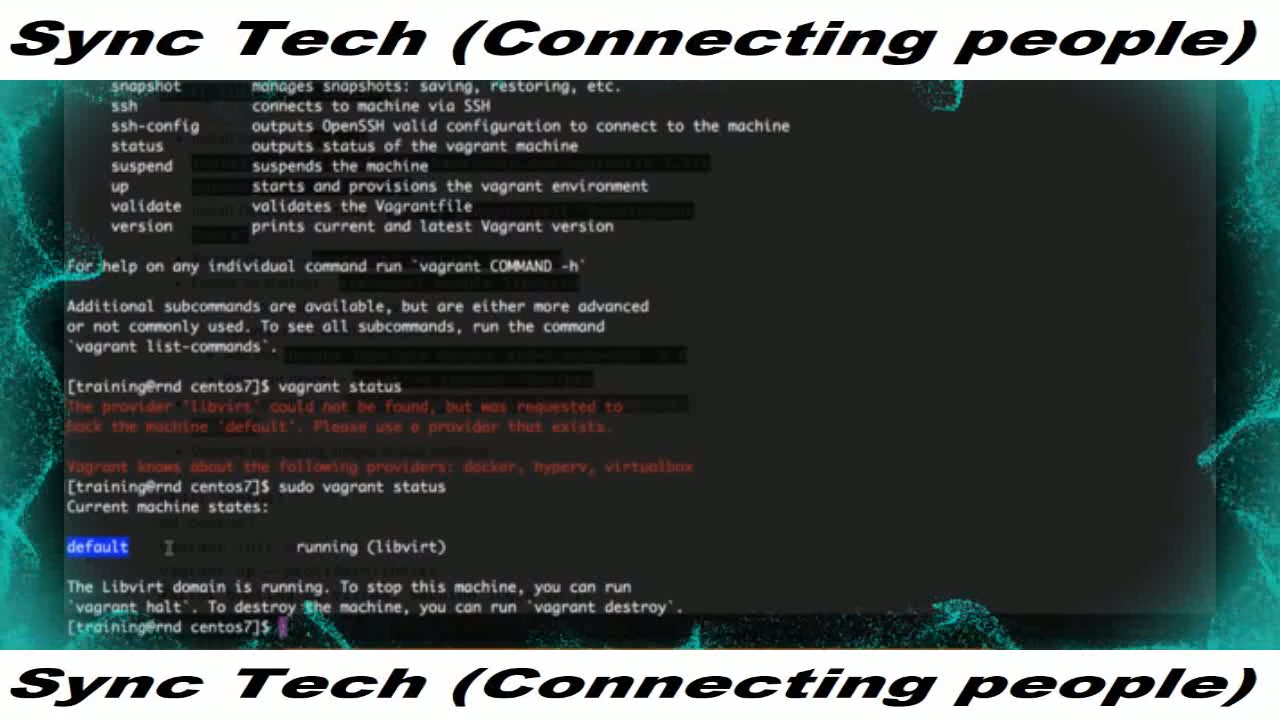 Sync Tech (Connecting people)
snapshot manages snapshots: saving, restoring, etc.
ssh connects to machine via SSH
ssh-config outputs OpenSSH valid configuration to connect to the machine
status outputs status of the vagrant machine
suspend suspends the machine
up starts and provisions the vagrant environment
validate validates the Vagrantfile
version prints current and latest Vagrant version
For help on any individual command run `vagrant COMMAND -h`
Additional subcommands are available, but are either more advanced
or not commonly used. To see all subcommands, run the command
`vagrant list-commands`.
[training@rnd centos7]$ vagrant status
The provider 'libvirt' could not be found, but was requested to
back the machine 'default'. Please use a provider that exists.
Vagrant knows about the following providers: docker, hyperv, virtualbox
[training@rnd centos7]$ sudo vagrant status
Current machine states:
default running (libvirt)
The Libvirt domain is running. To stop this machine, you can run
`vagrant halt`. To destroy the machine, you can run `vagrant destroy`.
[training@rnd centos7]$
Sync Tech (Connecting people)